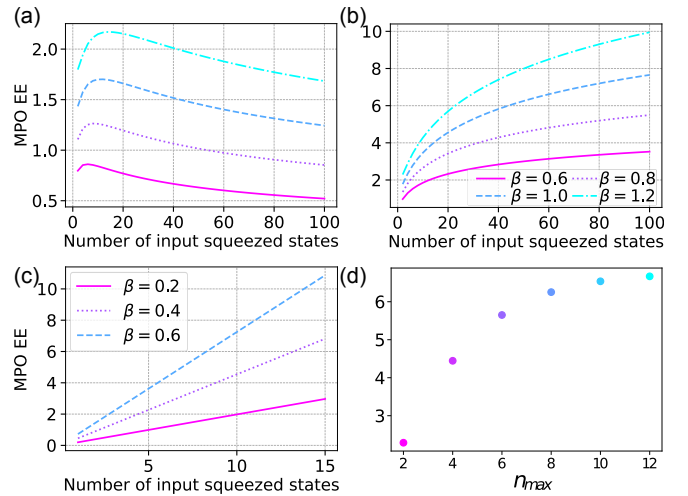 (a)
(b)
MPO EE
2.0
1.5
1.0
0.5
0 20 40 60 80 100
Number of input squeezed states
10
8
6
4
2
β = 0.6 β = 0.8
β = 1.0 β = 1.2
0 20 40 60 80 100
Number of input squeezed states
(c)
(d)
MPO EE
10
8
6
4
2
0
β = 0.2
β = 0.4
β = 0.6
5 10 15
Number of input squeezed states
6
5
4
3
2 4 6 8 10 12
nmax